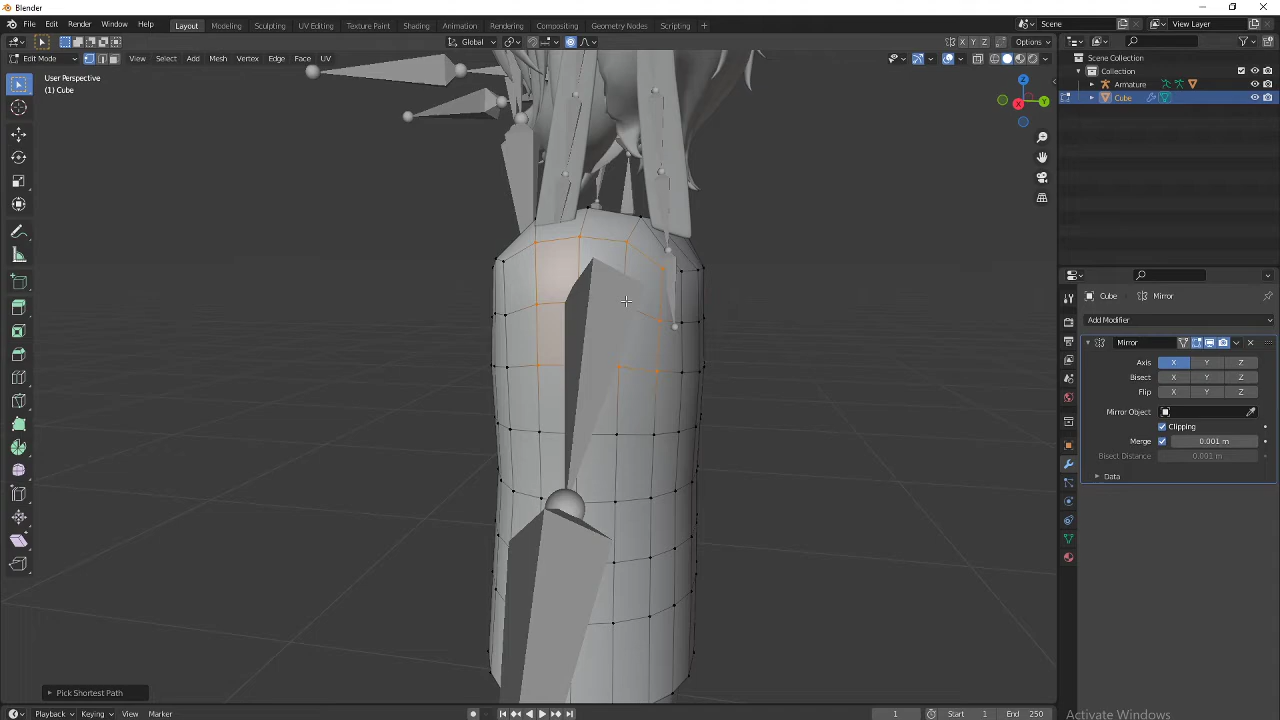 Blender
File Edit Render Window Help Layout Modeling Sculpting UV Editing Texture Paint Shading Animation Rendering Compositing Geometry Nodes Scripting + Scene View Layer
Global X Y Z Options
Edit Mode View Select Add Mesh Vertex Edge Face UV
User Perspective
(1) Cube
Z
Y
X
Scene Collection
Collection
Armature
Cube
Cube Mirror
Add Modifier
Mirror
Axis X Y Z
Bisect X Y Z
Flip X Y Z
Mirror Object
Clipping
Merge 0.001 m
Bisect Distance 0.001 m
Data
Pick Shortest Path
Playback Keying View Marker 1 Start 1 End 250
Activate Windows